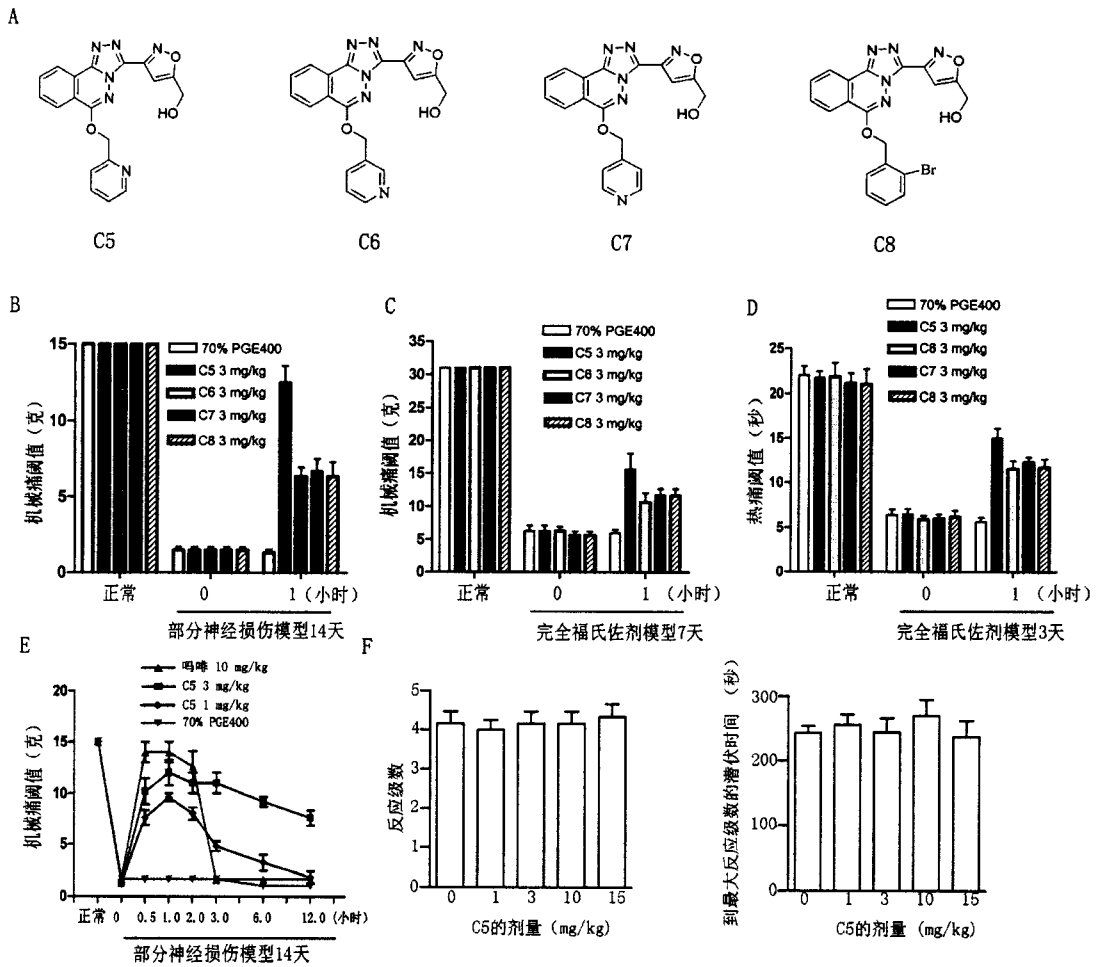 A
N N N O
N N
O HO
N
C5
N N N O
N N
O HO
N
C6
N N N O
N N
O HO
N
C7
N N N O
N N
O HO
Br
C8
B
70% PGE400
C5 3 mg/kg
C6 3 mg/kg
C7 3 mg/kg
C8 3 mg/kg
机械痛阈值（克）
15
10
5
0
正常 0 1（小时）
部分神经损伤模型14天
C
70% PGE400
C5 3 mg/kg
C6 3 mg/kg
C7 3 mg/kg
C8 3 mg/kg
机械痛阈值（克）
35
30
25
20
15
10
5
0
正常 0 1（小时）
完全福氏佐剂模型7天
D
70% PGE400
C5 3 mg/kg
C6 3 mg/kg
C7 3 mg/kg
C8 3 mg/kg
热痛阈值（秒）
25
20
15
10
5
0
正常 0 1（小时）
完全福氏佐剂模型3天
E
吗啡 10 mg/kg
C5 3 mg/kg
C5 1 mg/kg
70% PGE400
机械痛阈值（克）
20
15
10
5
0
正常 0 0.5 1.0 2.0 3.0 6.0 12.0（小时）
部分神经损伤模型14天
F
反应级数
5
4
3
2
1
0
0 1 3 10 15
C5的剂量（mg/kg）
到最大反应级数的潜伏时间（秒）
300
200
100
0
0 1 3 10 15
C5的剂量（mg/kg）